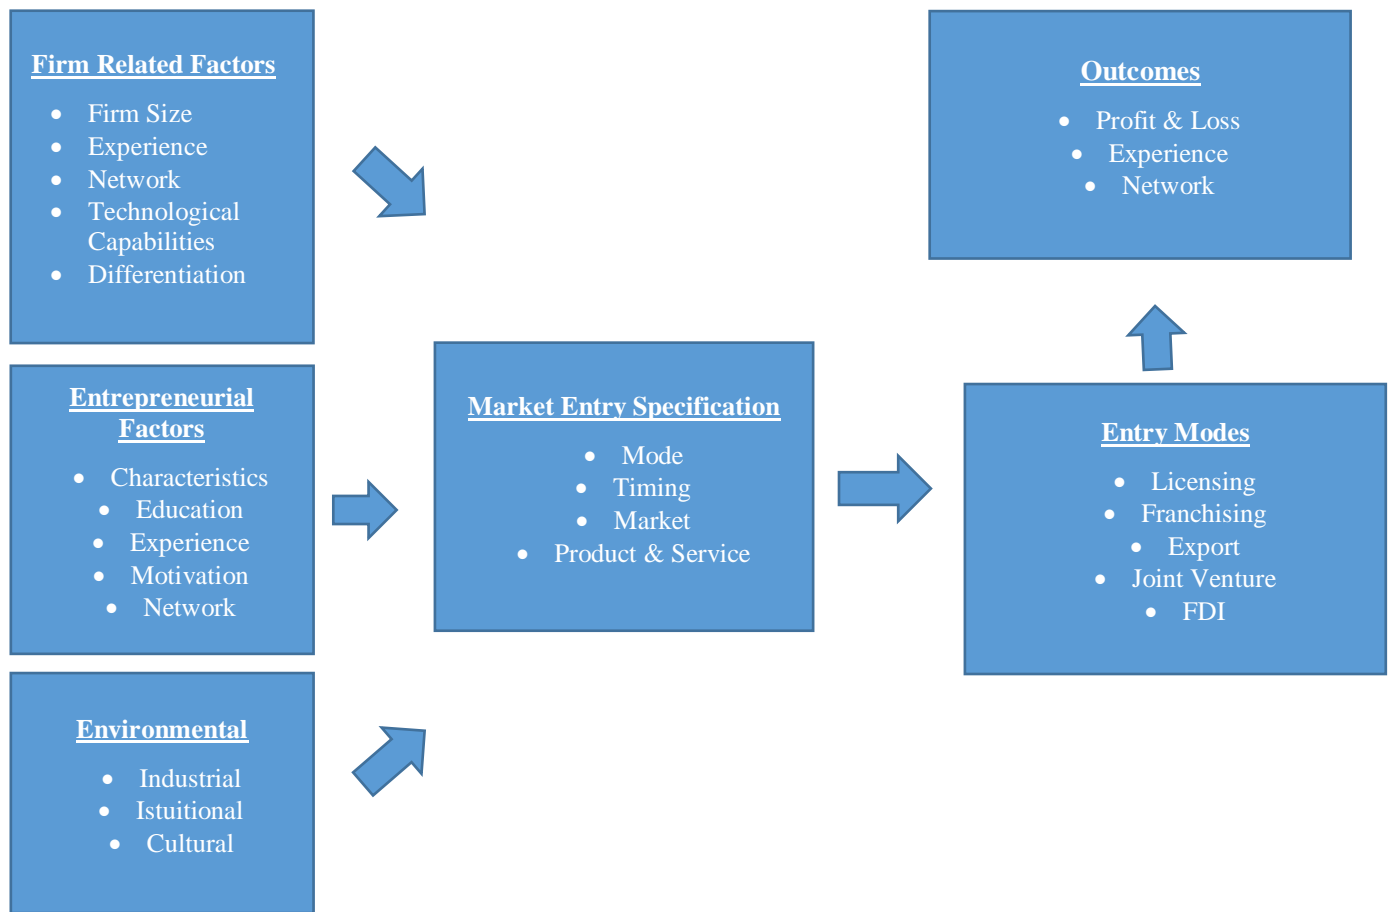 Firm Related Factors
• Firm Size
• Experience
• Network
• Technological
Capabilities
• Differentiation
Entrepreneurial
Factors
• Characteristics
• Education
• Experience
• Motivation
• Network
Environmental
• Industrial
• Istuitional
• Cultural
Market Entry Specification
• Mode
• Timing
• Market
• Product & Service
Entry Modes
• Licensing
• Franchising
• Export
• Joint Venture
• FDI
Outcomes
• Profit & Loss
• Experience
• Network